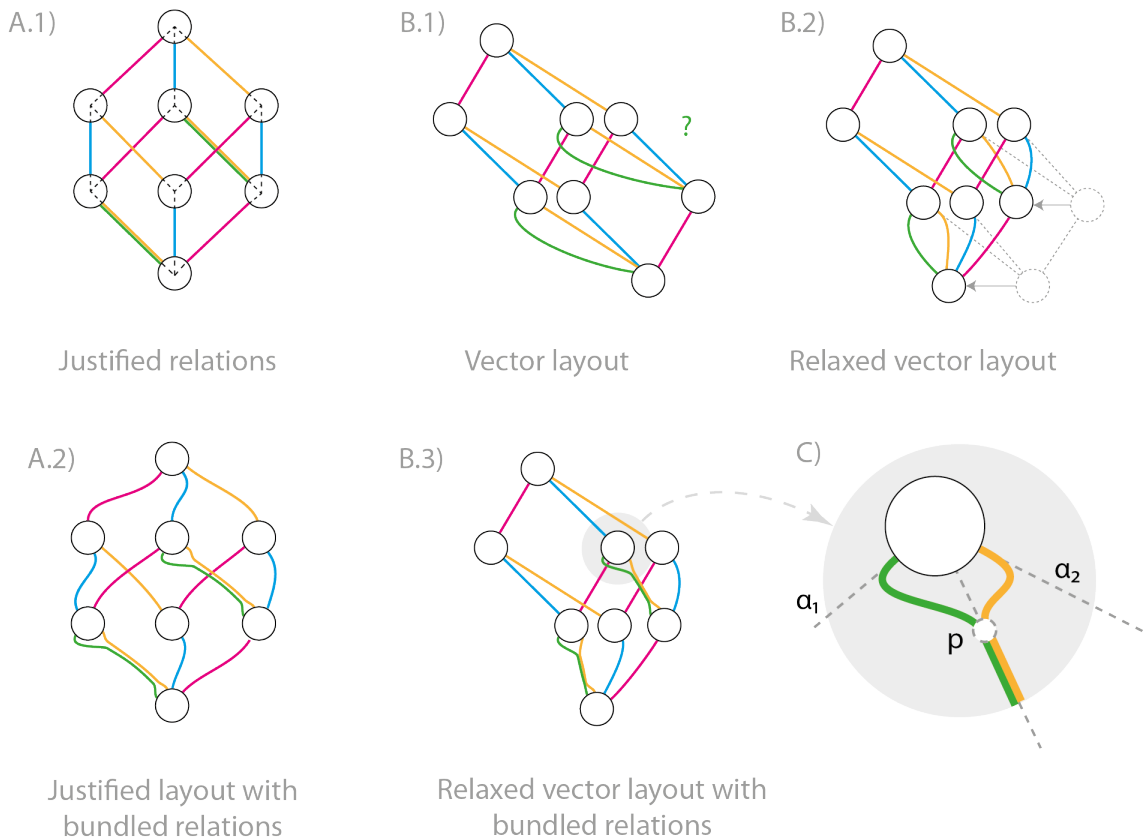 A.1)
B.1)
B.2)
?
Justified relations
Vector layout
Relaxed vector layout
A.2)
B.3)
C)
α₁
α₂
p
Justified layout with
bundled relations
Relaxed vector layout with
bundled relations